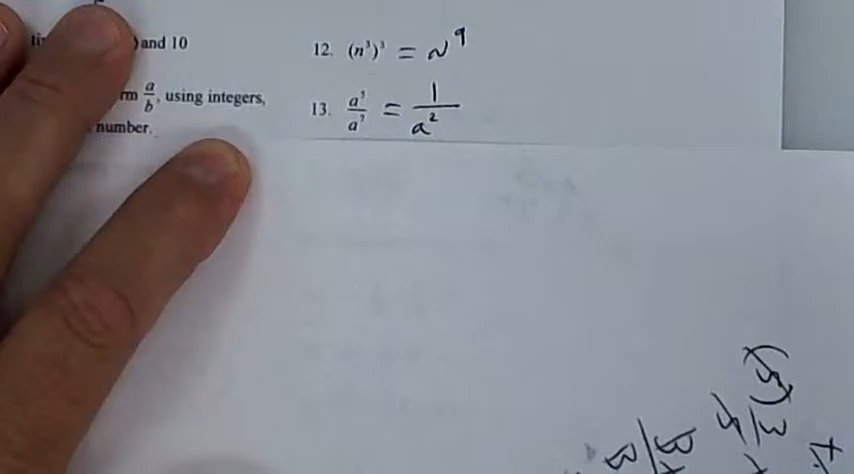 ) and 10
rm a/b, using integers,
number.
12. (n³)³ = n⁹
13. a⁵/a⁷ = 1/a²